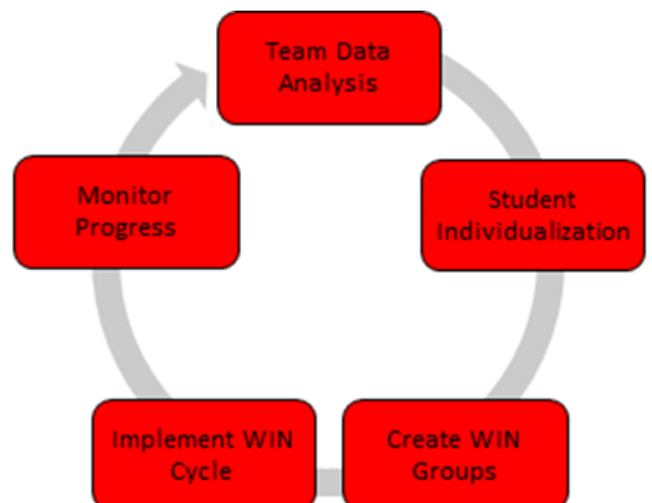 Team Data
Analysis
Student
Individualization
Create WIN
Groups
Implement WIN
Cycle
Monitor
Progress